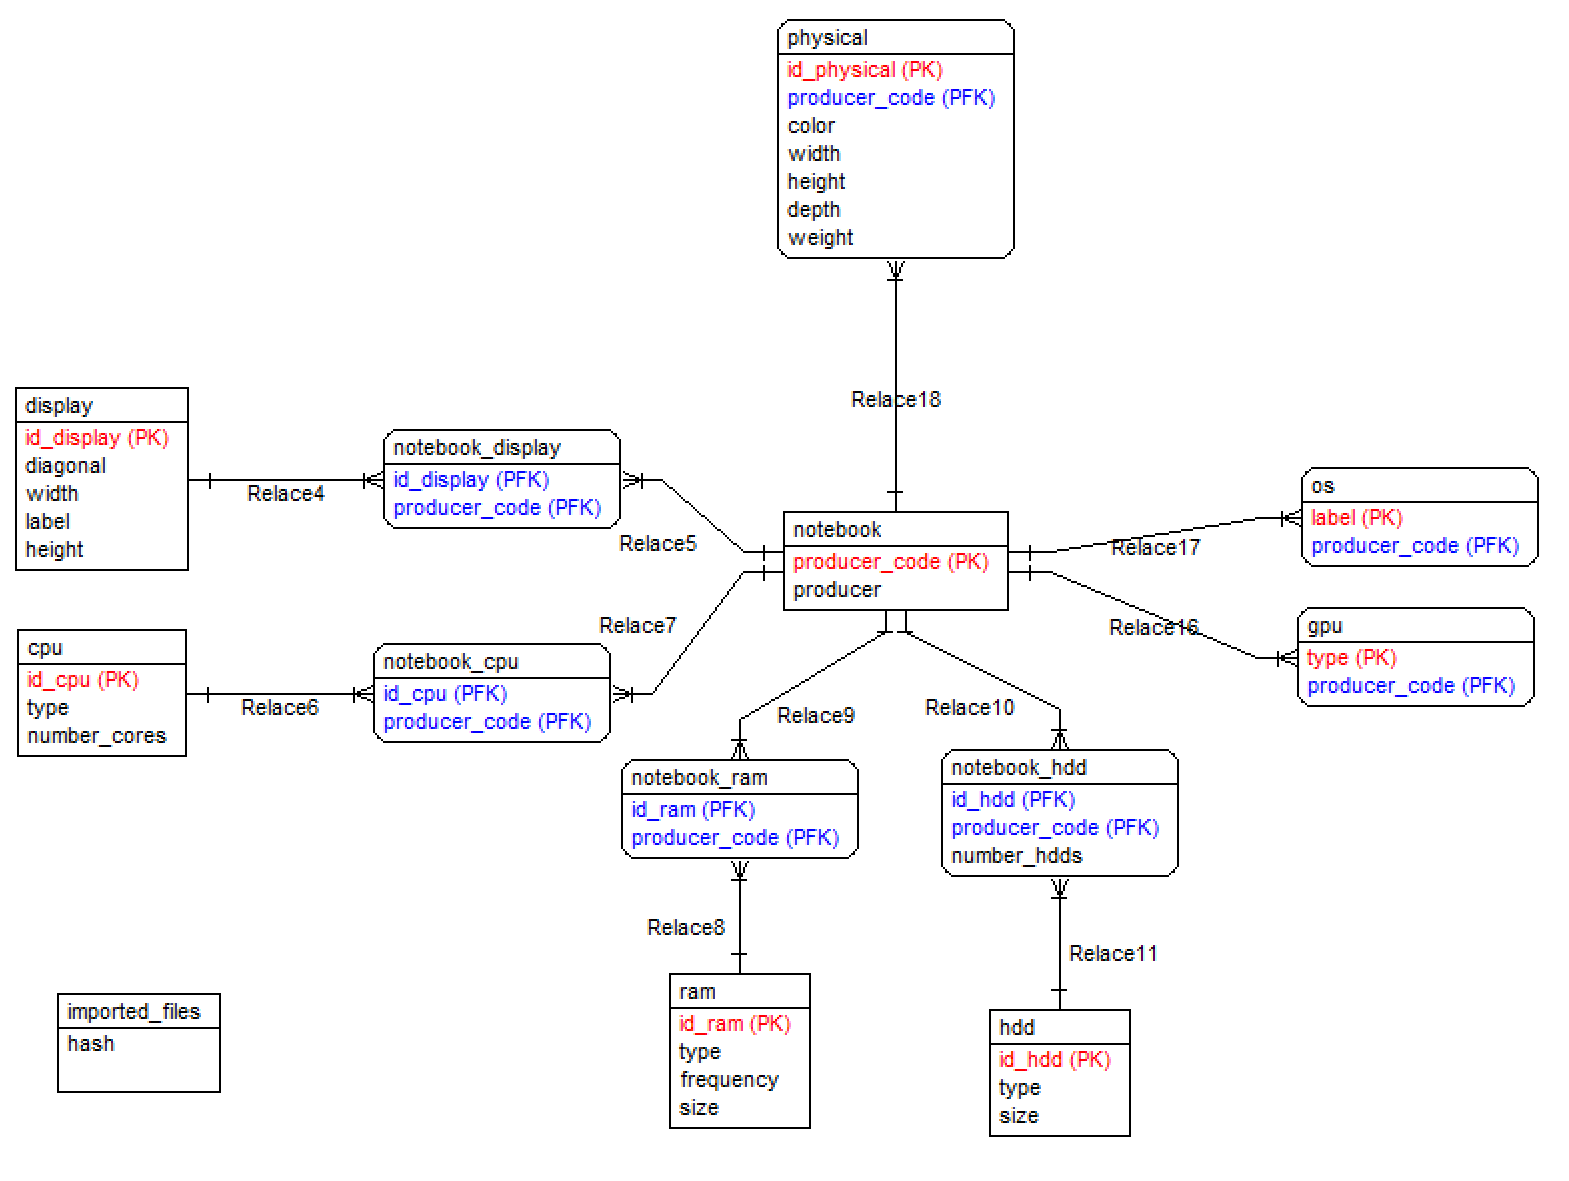 physical
id_physical (PK)
producer_code (PFK)
color
width
height
depth
weight
Relace18
display
id_display (PK)
diagonal
width
label
height
Relace4
notebook_display
id_display (PFK)
producer_code (PFK)
Relace5
notebook
producer_code (PK)
producer
Relace17
os
label (PK)
producer_code (PFK)
Relace16
gpu
type (PK)
producer_code (PFK)
cpu
id_cpu (PK)
type
number_cores
Relace6
notebook_cpu
id_cpu (PFK)
producer_code (PFK)
Relace7
Relace9
Relace10
notebook_ram
id_ram (PFK)
producer_code (PFK)
notebook_hdd
id_hdd (PFK)
producer_code (PFK)
number_hdds
Relace8
Relace11
imported_files
hash
ram
id_ram (PK)
type
frequency
size
hdd
id_hdd (PK)
type
size